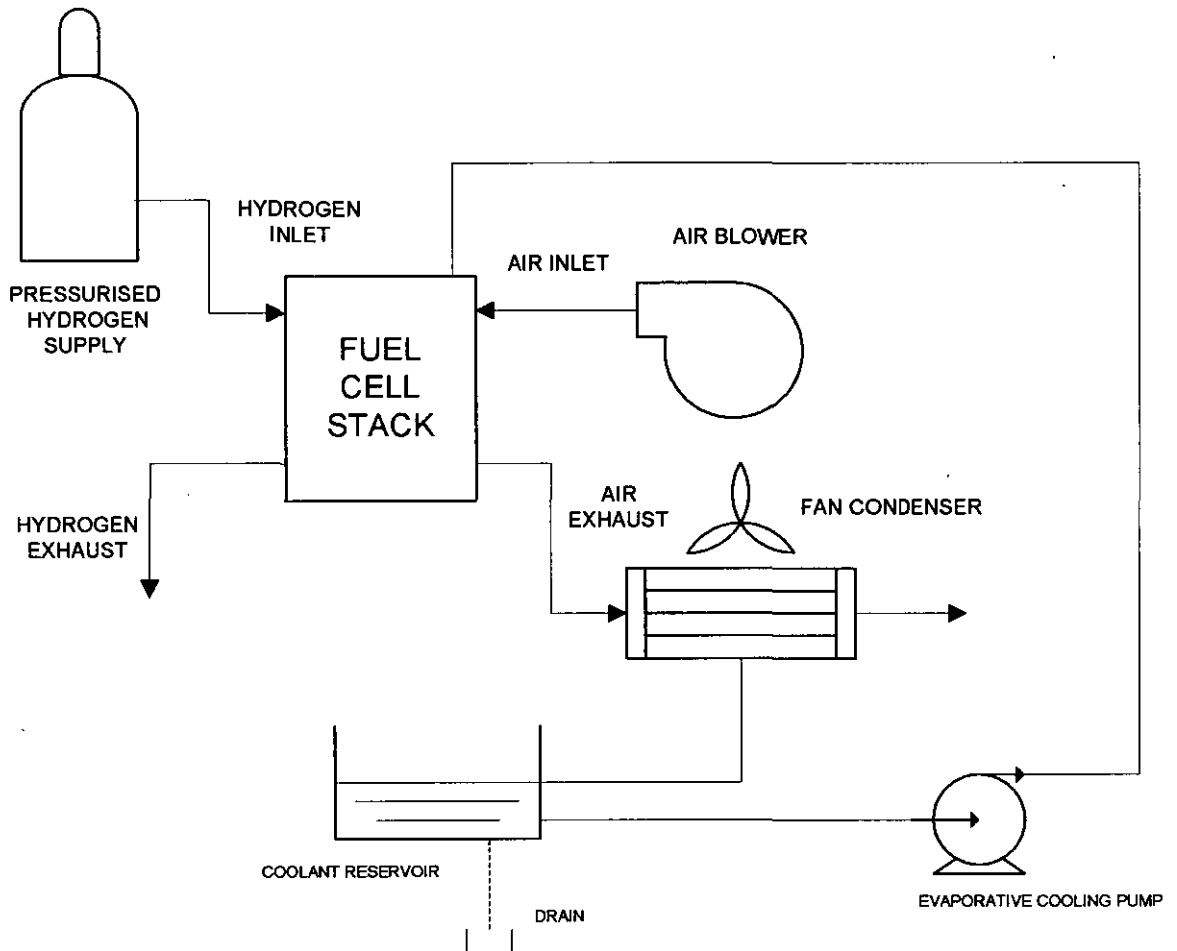 HYDROGEN
INLET
AIR BLOWER
AIR INLET
PRESSURISED
HYDROGEN
SUPPLY
FUEL
CELL
STACK
AIR
EXHAUST
FAN CONDENSER
HYDROGEN
EXHAUST
COOLANT RESERVOIR
EVAPORATIVE COOLING PUMP
DRAIN